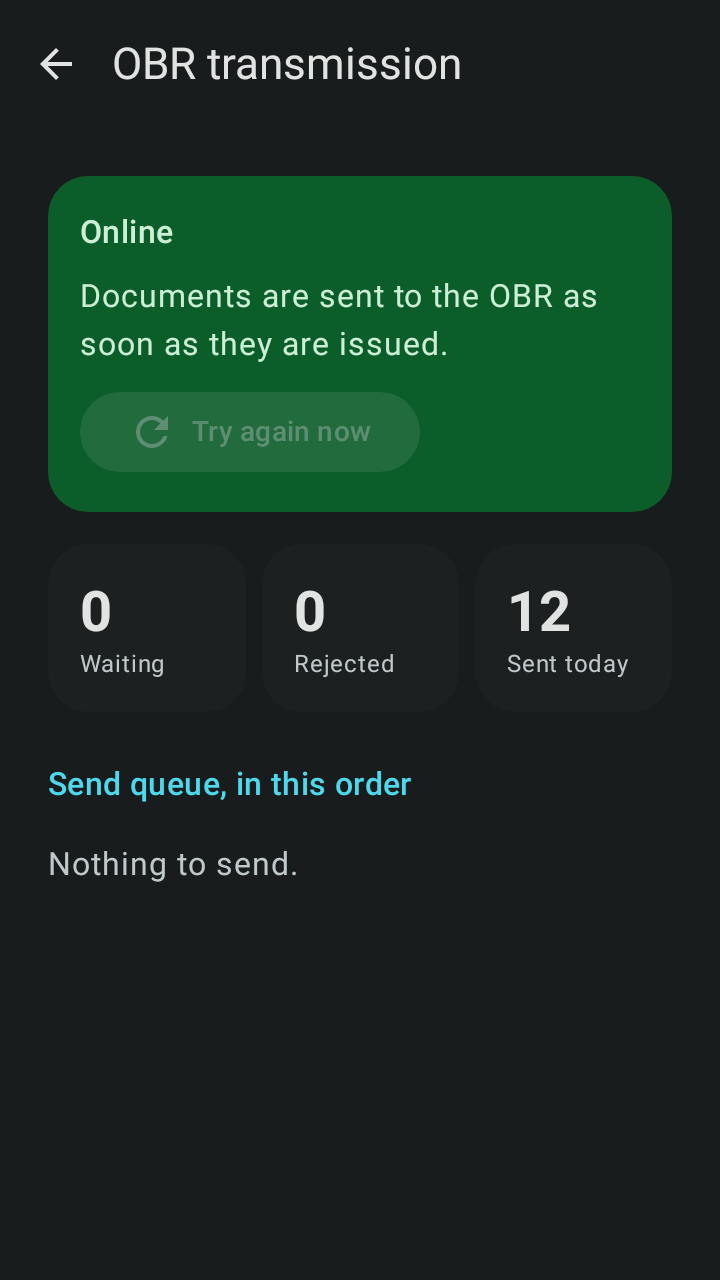 OBR transmission
Online
Documents are sent to the OBR as
soon as they are issued.
Try again now
0
Waiting
0
Rejected
12
Sent today
Send queue, in this order
Nothing to send.